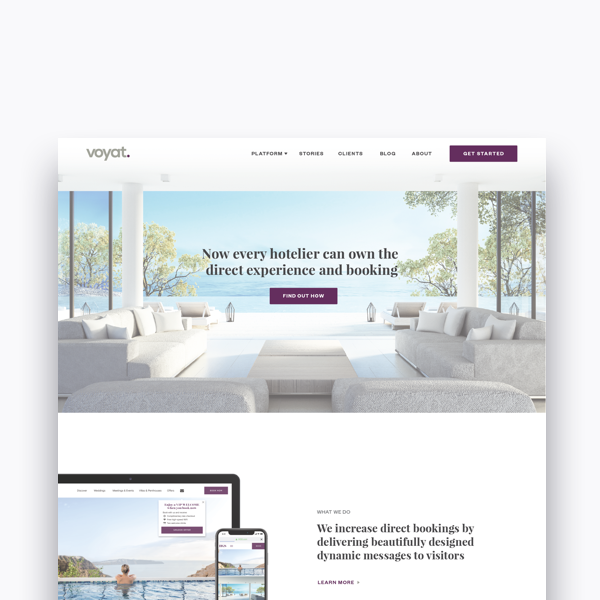 voyat.
PLATFORM STORIES CLIENTS BLOG ABOUT GET STARTED
Now every hotelier can own the
direct experience and booking
FIND OUT HOW
WHAT WE DO
We increase direct bookings by
delivering beautifully designed
dynamic messages to visitors
LEARN MORE >